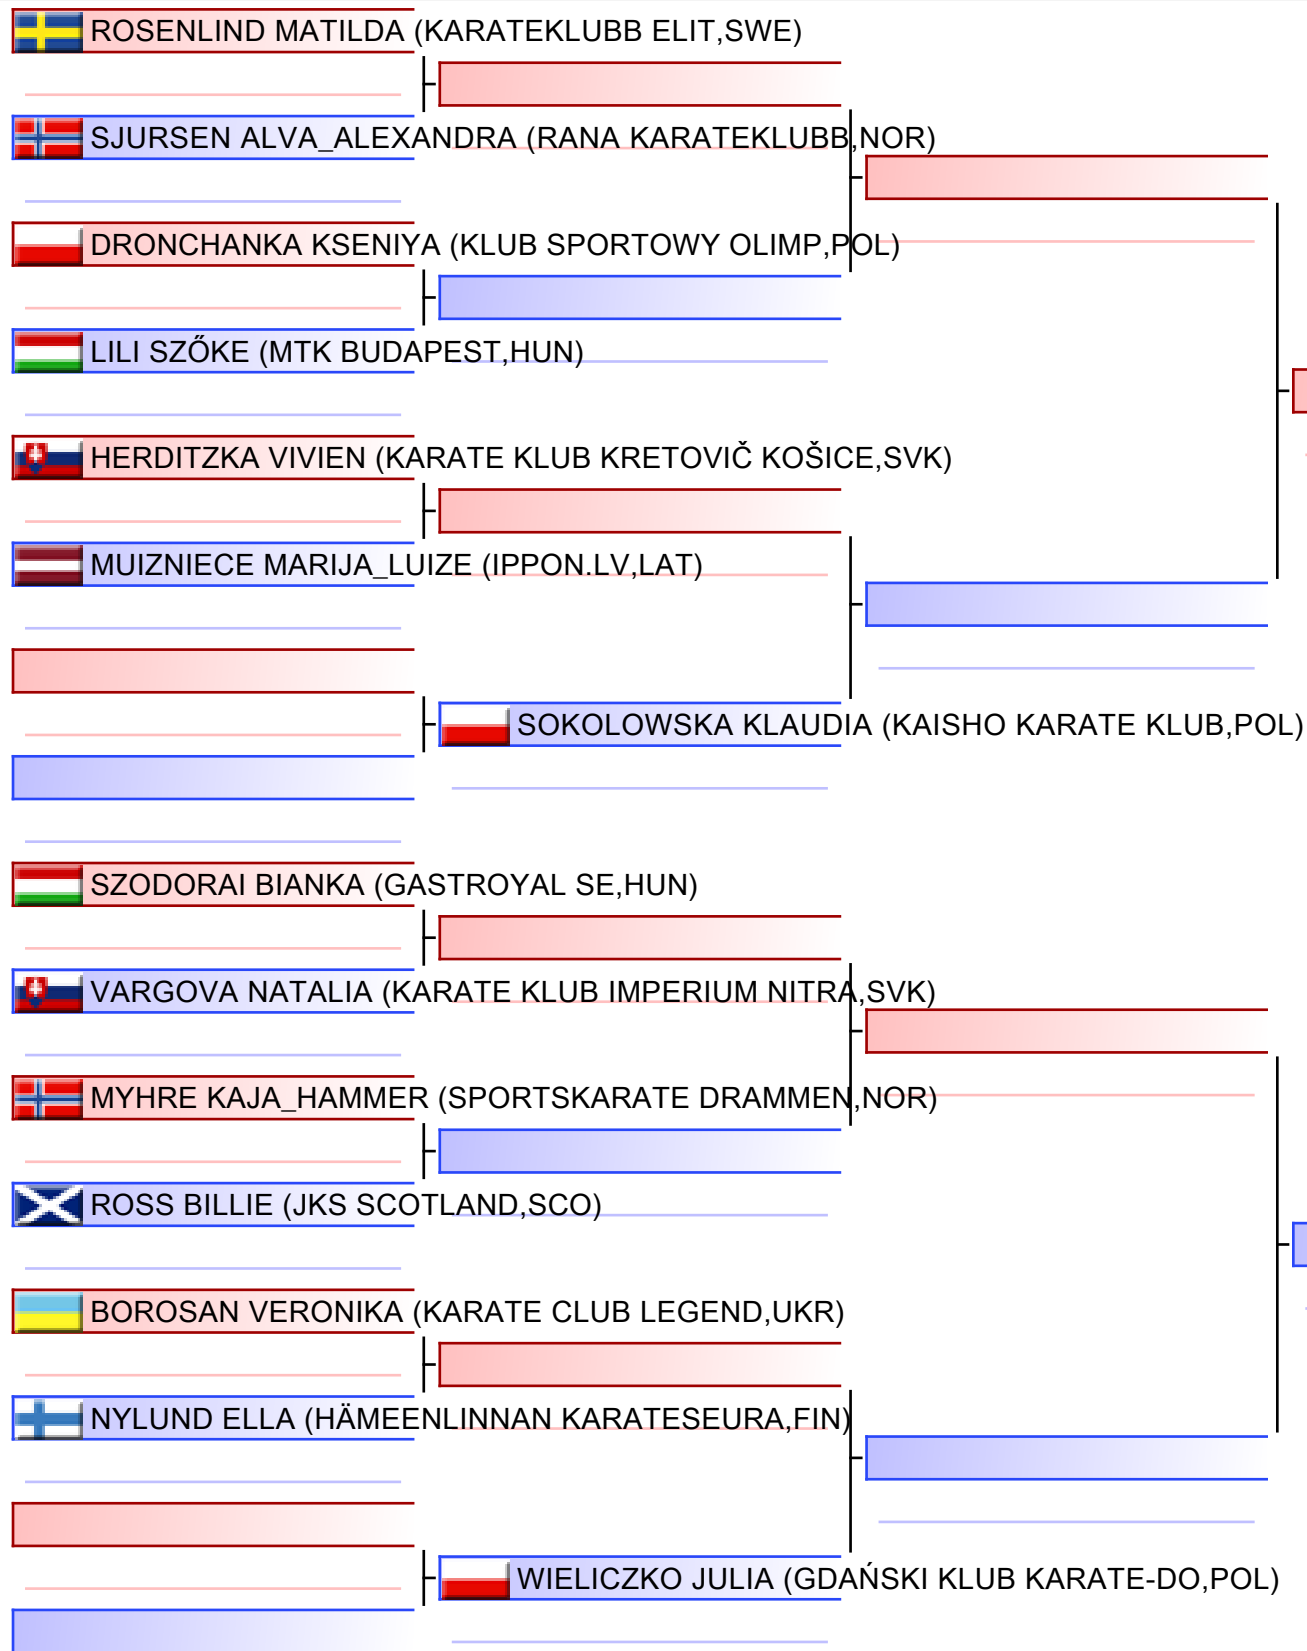 ROSENLIND MATILDA (KARATEKLUBB ELIT,SWE)
SJURSEN ALVA_ALEXANDRA (RANA KARATEKLUBB,NOR)
DRONCHANKA KSENIYA (KLUB SPORTOWY OLIMP,POL)
LILI SZŐKE (MTK BUDAPEST,HUN)
HERDITZKA VIVIEN (KARATE KLUB KRETOVIČ KOŠICE,SVK)
MUIZNIECE MARIJA_LUIZE (IPPON.LV,LAT)
SOKOLOWSKA KLAUDIA (KAISHO KARATE KLUB,POL)
SZODORAI BIANKA (GASTROYAL SE,HUN)
VARGOVA NATALIA (KARATE KLUB IMPERIUM NITRA,SVK)
MYHRE KAJA_HAMMER (SPORTSKARATE DRAMMEN,NOR)
ROSS BILLIE (JKS SCOTLAND,SCO)
BOROSAN VERONIKA (KARATE CLUB LEGEND,UKR)
NYLUND ELLA (HÄMEENLINNAN KARATESEURA,FIN)
WIELICZKO JULIA (GDAŃSKI KLUB KARATE-DO,POL)